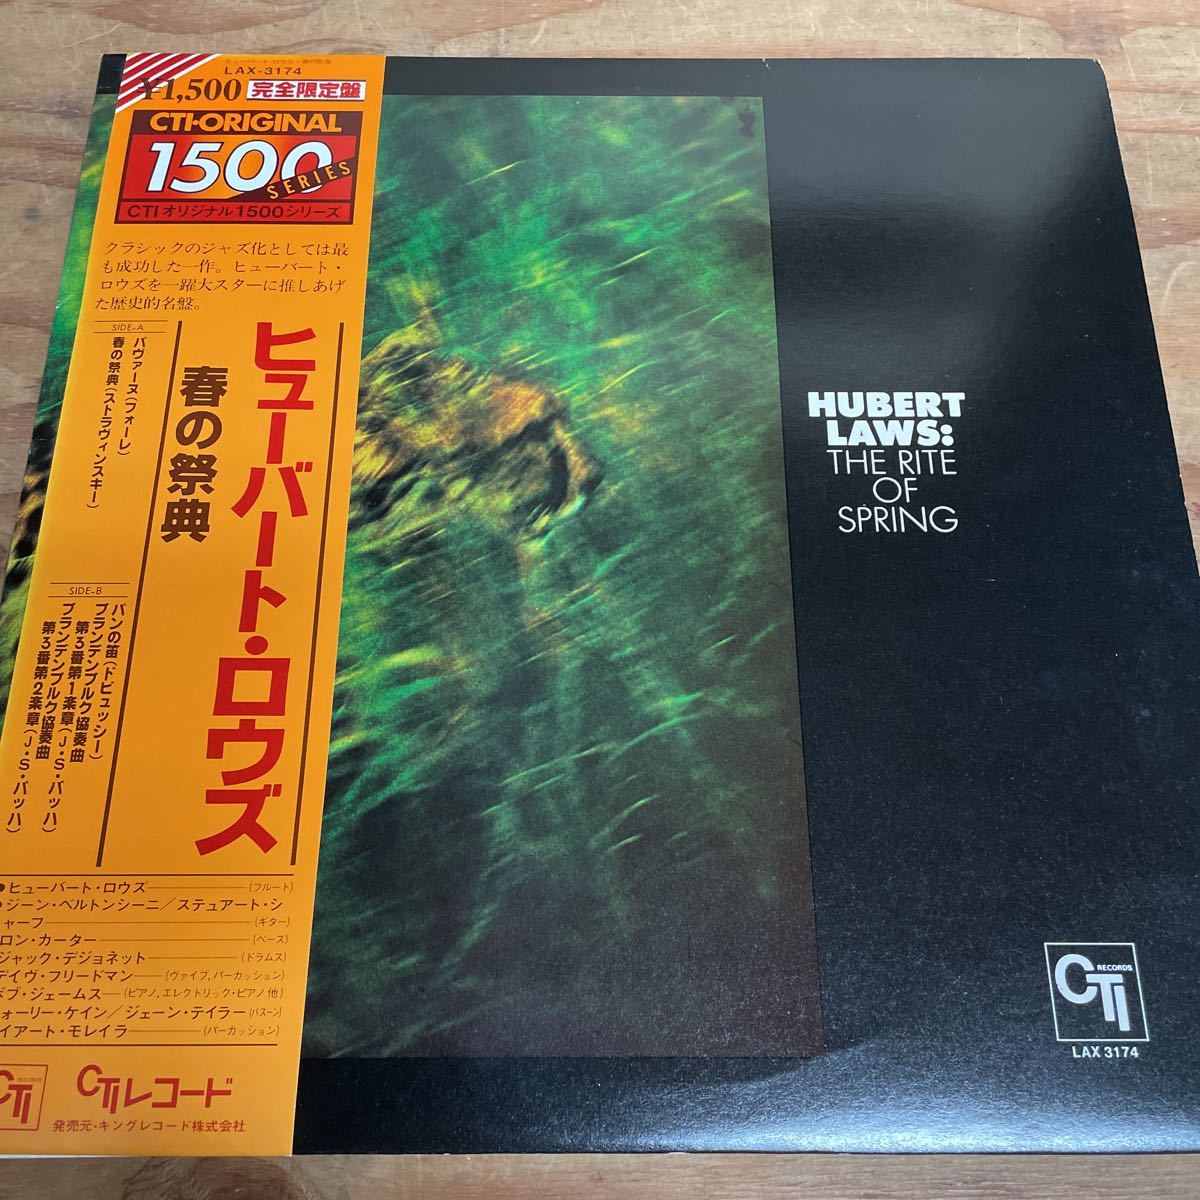 ヒューバート・ロウズ/春の祭典
LAX-3174
¥1,500 完全限定盤
CTI·ORIGINAL
1500
SERIES
CTIオリジナル1500シリーズ
クラシックのジャズ化としては最
も成功した一作。ヒューバート・
ロウズを一躍大スターに推しあげ
た歴史的名盤。
ヒューバート・ロウズ
春の祭典
SIDE-A
パヴァーヌ(フォーレ)
春の祭典(ストラヴィンスキー)
SIDE-B
パンの笛(ドビュッシー)
ブランデンブルク協奏曲
第3番第1楽章(J・S・バッハ)
ブランデンブルク協奏曲
第3番第2楽章(J・S・バッハ)
●ヒューバート・ロウズ――(フルート)
●ジーン・ベルトンシーニ/ステュアート・シ
ャーフ――(ギター)
ロン・カーター――(ベース)
ジャック・デジョネット――(ドラムス)
デイヴ・フリードマン――(ヴァイブ,パーカッション)
ボブ・ジェームス――(ピアノ,エレクトリック・ピアノ他)
ォーリー・ケイン/ジェーン・テイラー(バスーン)
イアート・モレイラ――(パーカッション)
RECORDS
CTI
CTIレコード
発売元・キングレコード株式会社
HUBERT
LAWS:
THE RITE
OF
SPRING
CTI
RECORDS
LAX 3174